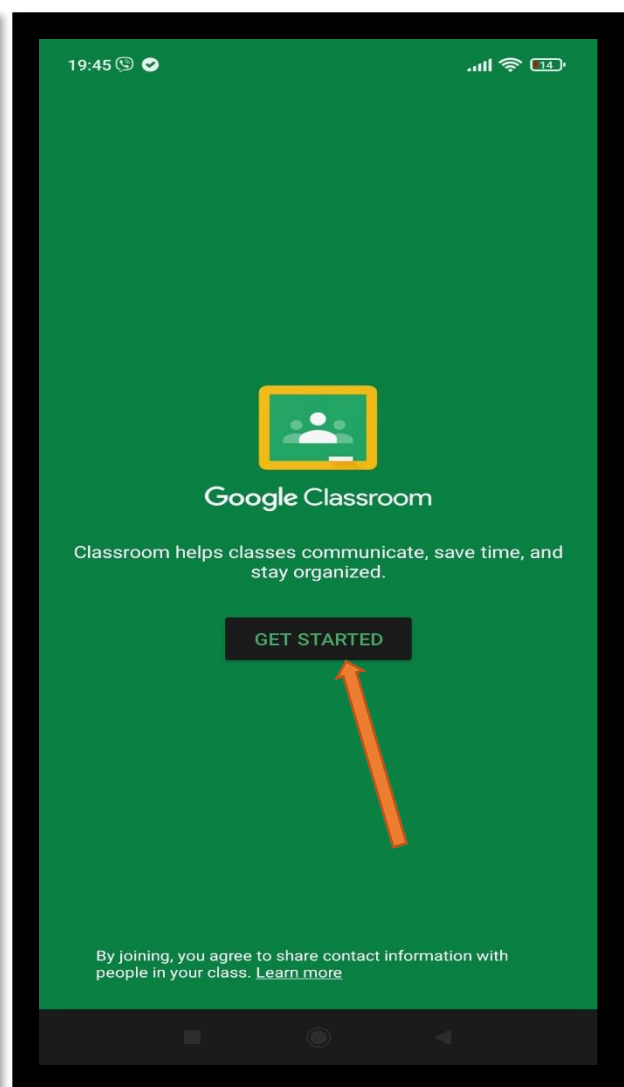 19:45
14
Google Classroom
Classroom helps classes communicate, save time, and
stay organized.
GET STARTED
By joining, you agree to share contact information with
people in your class. Learn more